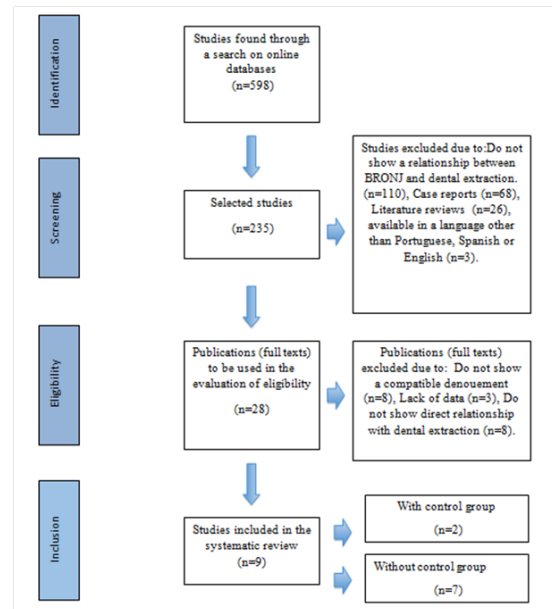 Identification
Studies found through
a search on online
databases
(n=598)
Screening
Selected studies
(n=235)
Studies excluded due to:Do not
show a relationship between
BRONJ and dental extraction.
(n=110), Case reports (n=68),
Literature reviews (n=26),
available in a language other
than Portuguese, Spanish or
English (n=3).
Eligibility
Publications (full texts)
to be used in the
evaluation of eligibility
(n=28)
Publications (full texts)
excluded due to: Do not show
a compatible denouement
(n=8), Lack of data (n=3), Do
not show direct relationship
with dental extraction (n=8).
Inclusion
Studies included in the
systematic review
(n=9)
With control group
(n=2)
Without control group
(n=7)